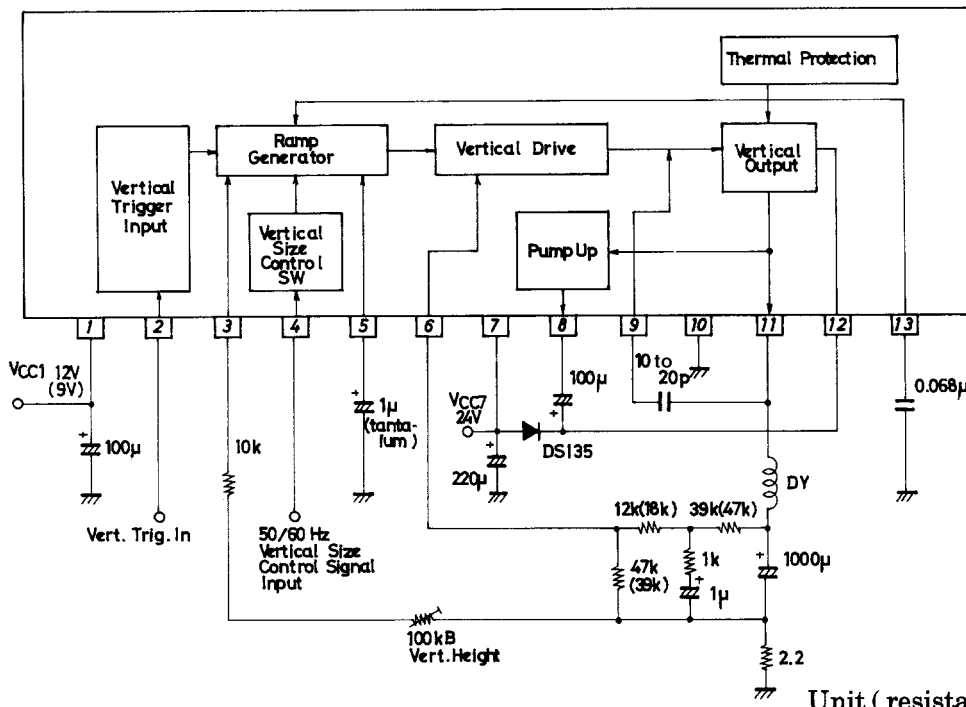 Thermal Protection
Vertical
Trigger
Input
Ramp
Generator
Vertical Drive
Vertical
Output
Vertical
Size
Control
SW
Pump Up
1
2
3
4
5
6
7
8
9
10
11
12
13
VCC1 12V
(9V)
100μ
Vert. Trig. In
10k
50/60 Hz
Vertical Size
Control Signal
Input
1μ
(tanta-
lum)
VCC7
24V
220μ
DS135
100μ
10 to
20p
0.068μ
DY
12k(18k)
39k(47k)
47k
(39k)
1k
1μ
1000μ
100kB
Vert. Height
2.2
Unit ( resista